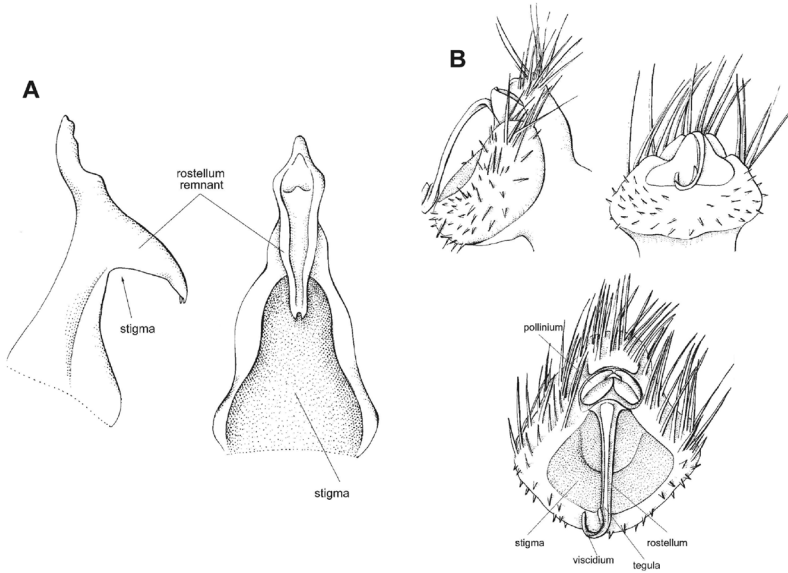 A
rostellum
remnant
stigma
stigma
B
pollinium
stigma
rostellum
viscidium
tegula